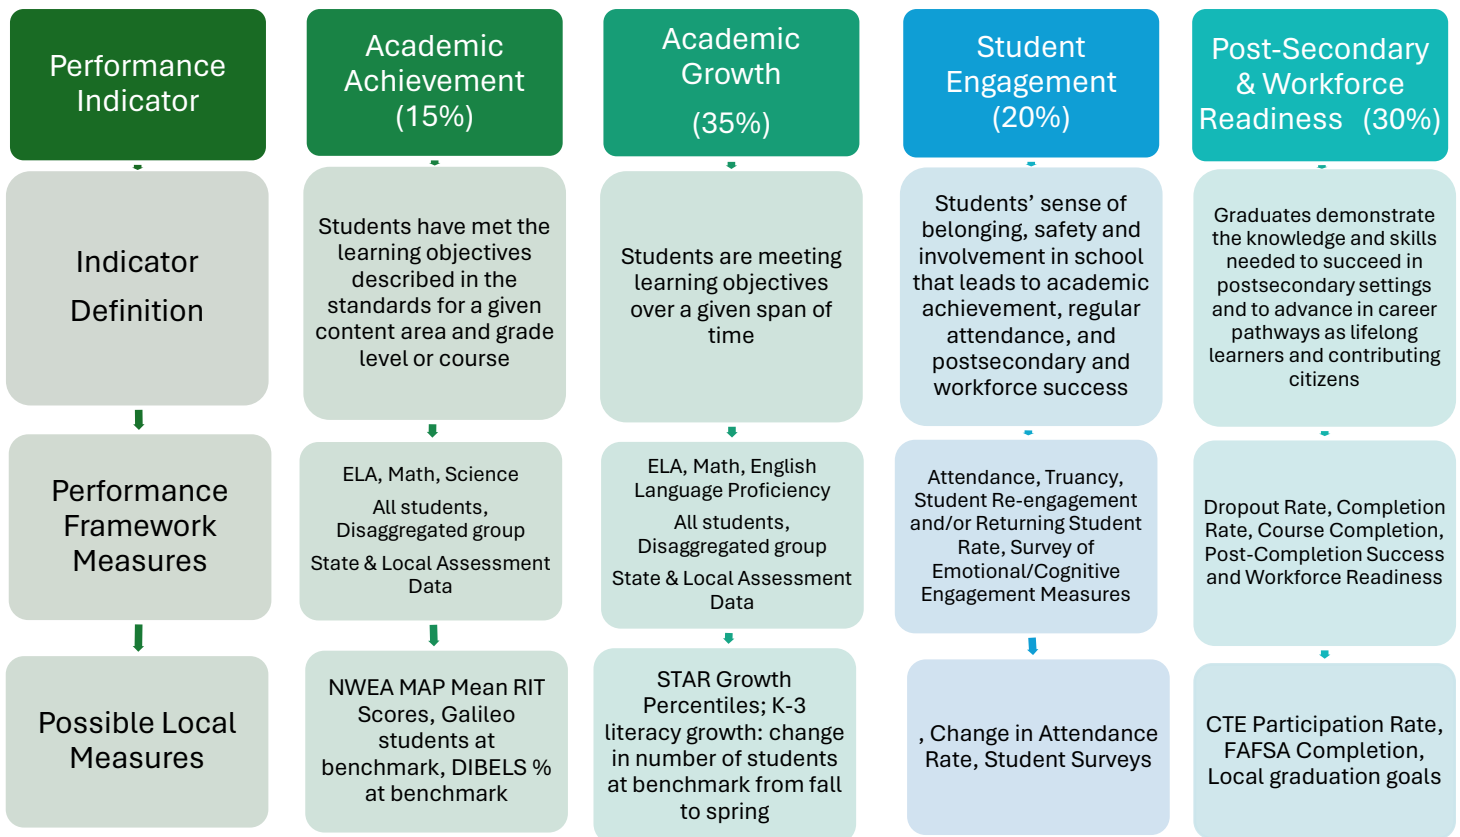 Performance
Indicator
Academic
Achievement
(15%)
Academic
Growth
(35%)
Student
Engagement
(20%)
Post-Secondary
& Workforce
Readiness (30%)
Indicator
Definition
Students have met the
learning objectives
described in the
standards for a given
content area and grade
level or course
Students are meeting
learning objectives
over a given span of
time
Students’ sense of
belonging, safety and
involvement in school
that leads to academic
achievement, regular
attendance, and
postsecondary and
workforce success
Graduates demonstrate
the knowledge and skills
needed to succeed in
postsecondary settings
and to advance in career
pathways as lifelong
learners and contributing
citizens
Performance
Framework
Measures
ELA, Math, Science
All students,
Disaggregated group
State & Local Assessment
Data
ELA, Math, English
Language Proficiency
All students,
Disaggregated group
State & Local Assessment
Data
Attendance, Truancy,
Student Re-engagement
and/or Returning Student
Rate, Survey of
Emotional/Cognitive
Engagement Measures
Dropout Rate, Completion
Rate, Course Completion,
Post-Completion Success
and Workforce Readiness
Possible Local
Measures
NWEA MAP Mean RIT
Scores, Galileo
students at
benchmark, DIBELS %
at benchmark
STAR Growth
Percentiles; K-3
literacy growth: change
in number of students
at benchmark from fall
to spring
, Change in Attendance
Rate, Student Surveys
CTE Participation Rate,
FAFSA Completion,
Local graduation goals